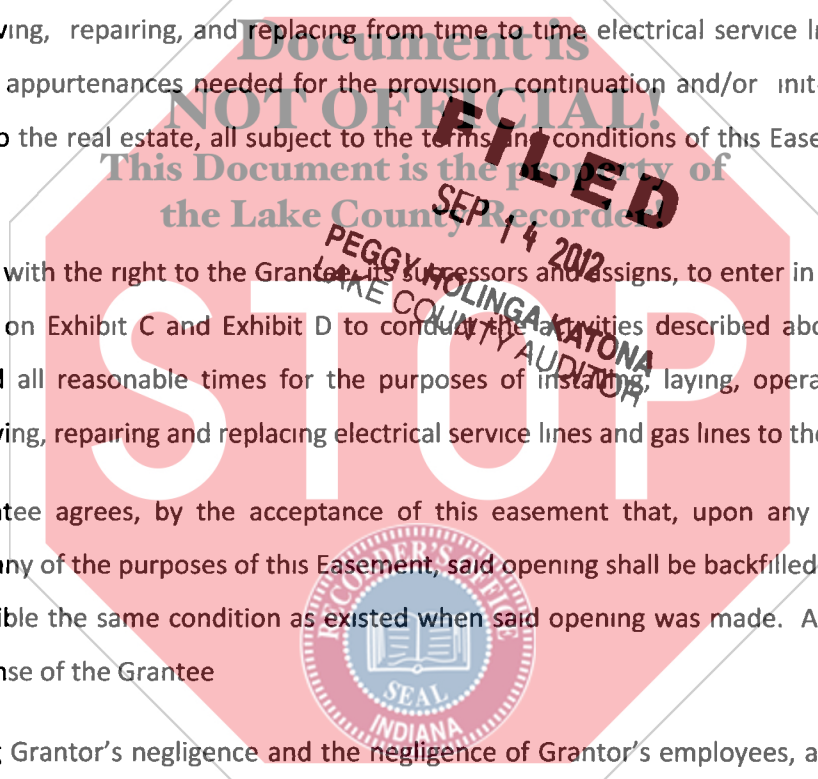 ving, repairing, and replacing from time to time electrical service l
Document is
appurtenances needed for the provision, continuation and/or init
NOT OFFICIAL!
FILED
o the real estate, all subject to the terms and conditions of this Ease
This Document is the property of
the Lake County Recorder!
SEP 14 2012
PEGGY HOLINGA KATONA
LAKE COUNTY AUDITOR
with the right to the Grantee, its successors and assigns, to enter in
on Exhibit C and Exhibit D to conduct the activities described abo
d all reasonable times for the purposes of installing, laying, opera
ving, repairing and replacing electrical service lines and gas lines to the
STOP
ntee agrees, by the acceptance of this easement that, upon any
any of the purposes of this Easement, said opening shall be backfilled
ible the same condition as existed when said opening was made. A
nse of the Grantee
RECORDER'S OFFICE
SEAL
INDIANA
g Grantor's negligence and the negligence of Grantor's employees, a